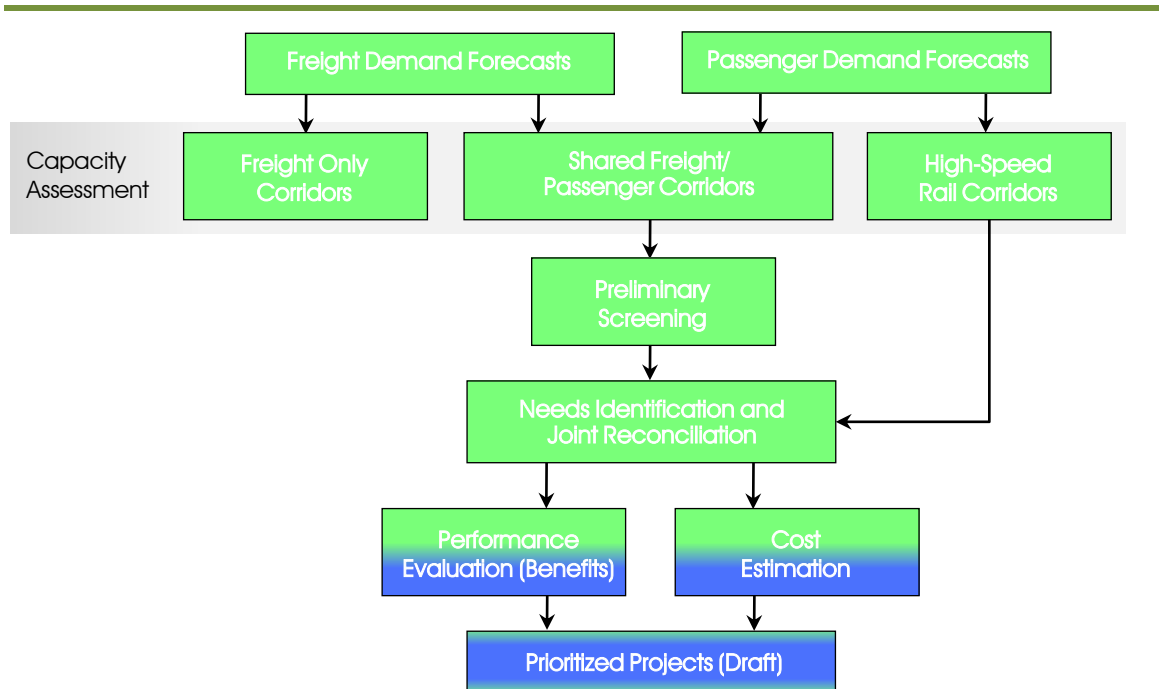 Freight Demand Forecasts
Passenger Demand Forecasts
Capacity
Assessment
Freight Only
Corridors
Shared Freight/
Passenger Corridors
High-Speed
Rail Corridors
Preliminary
Screening
Needs Identification and
Joint Reconciliation
Performance
Evaluation (Benefits)
Cost
Estimation
Prioritized Projects (Draft)